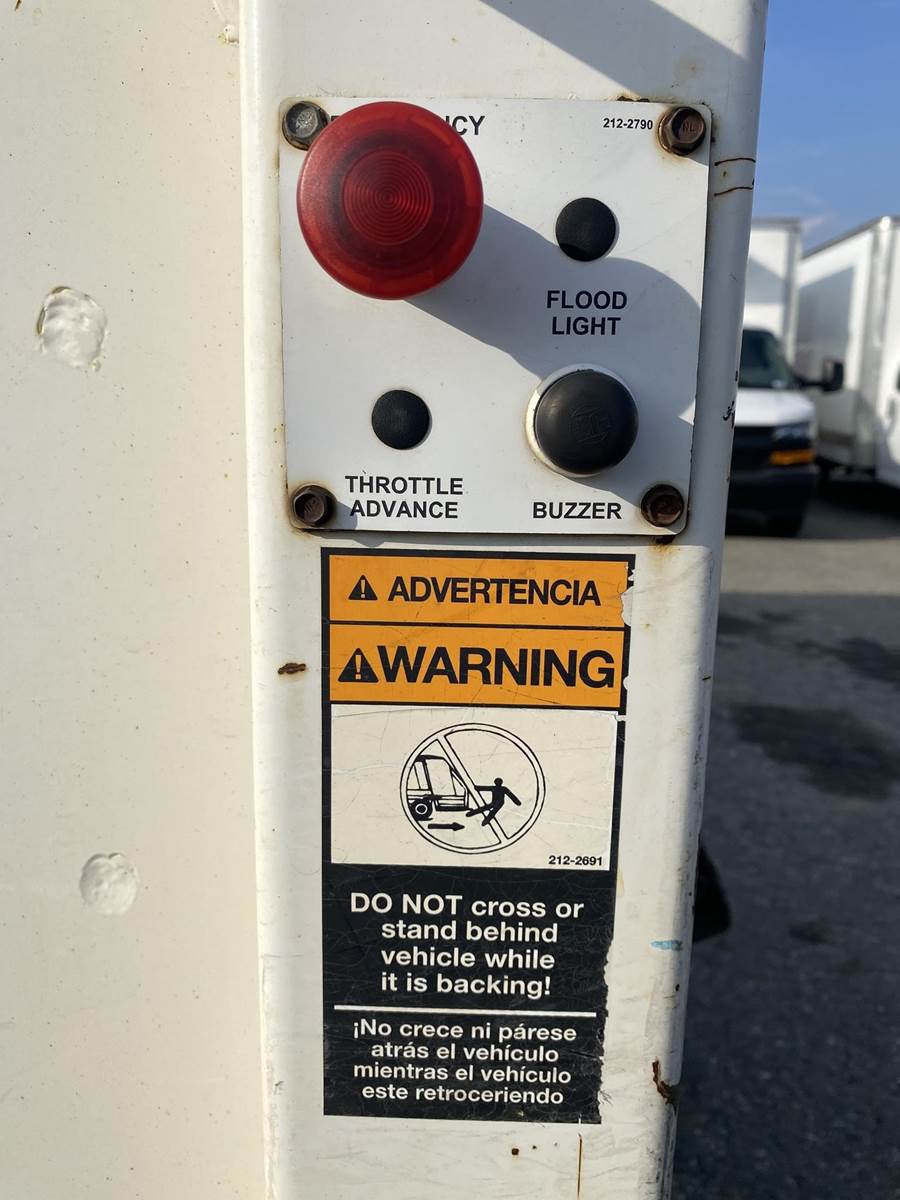 212-2790
FLOOD
LIGHT
THROTTLE
ADVANCE
BUZZER
ADVERTENCIA
WARNING
212-2691
DO NOT cross or
stand behind
vehicle while
it is backing!
¡No crece ni párese
atrás el vehículo
mientras el vehículo
este retroceriendo